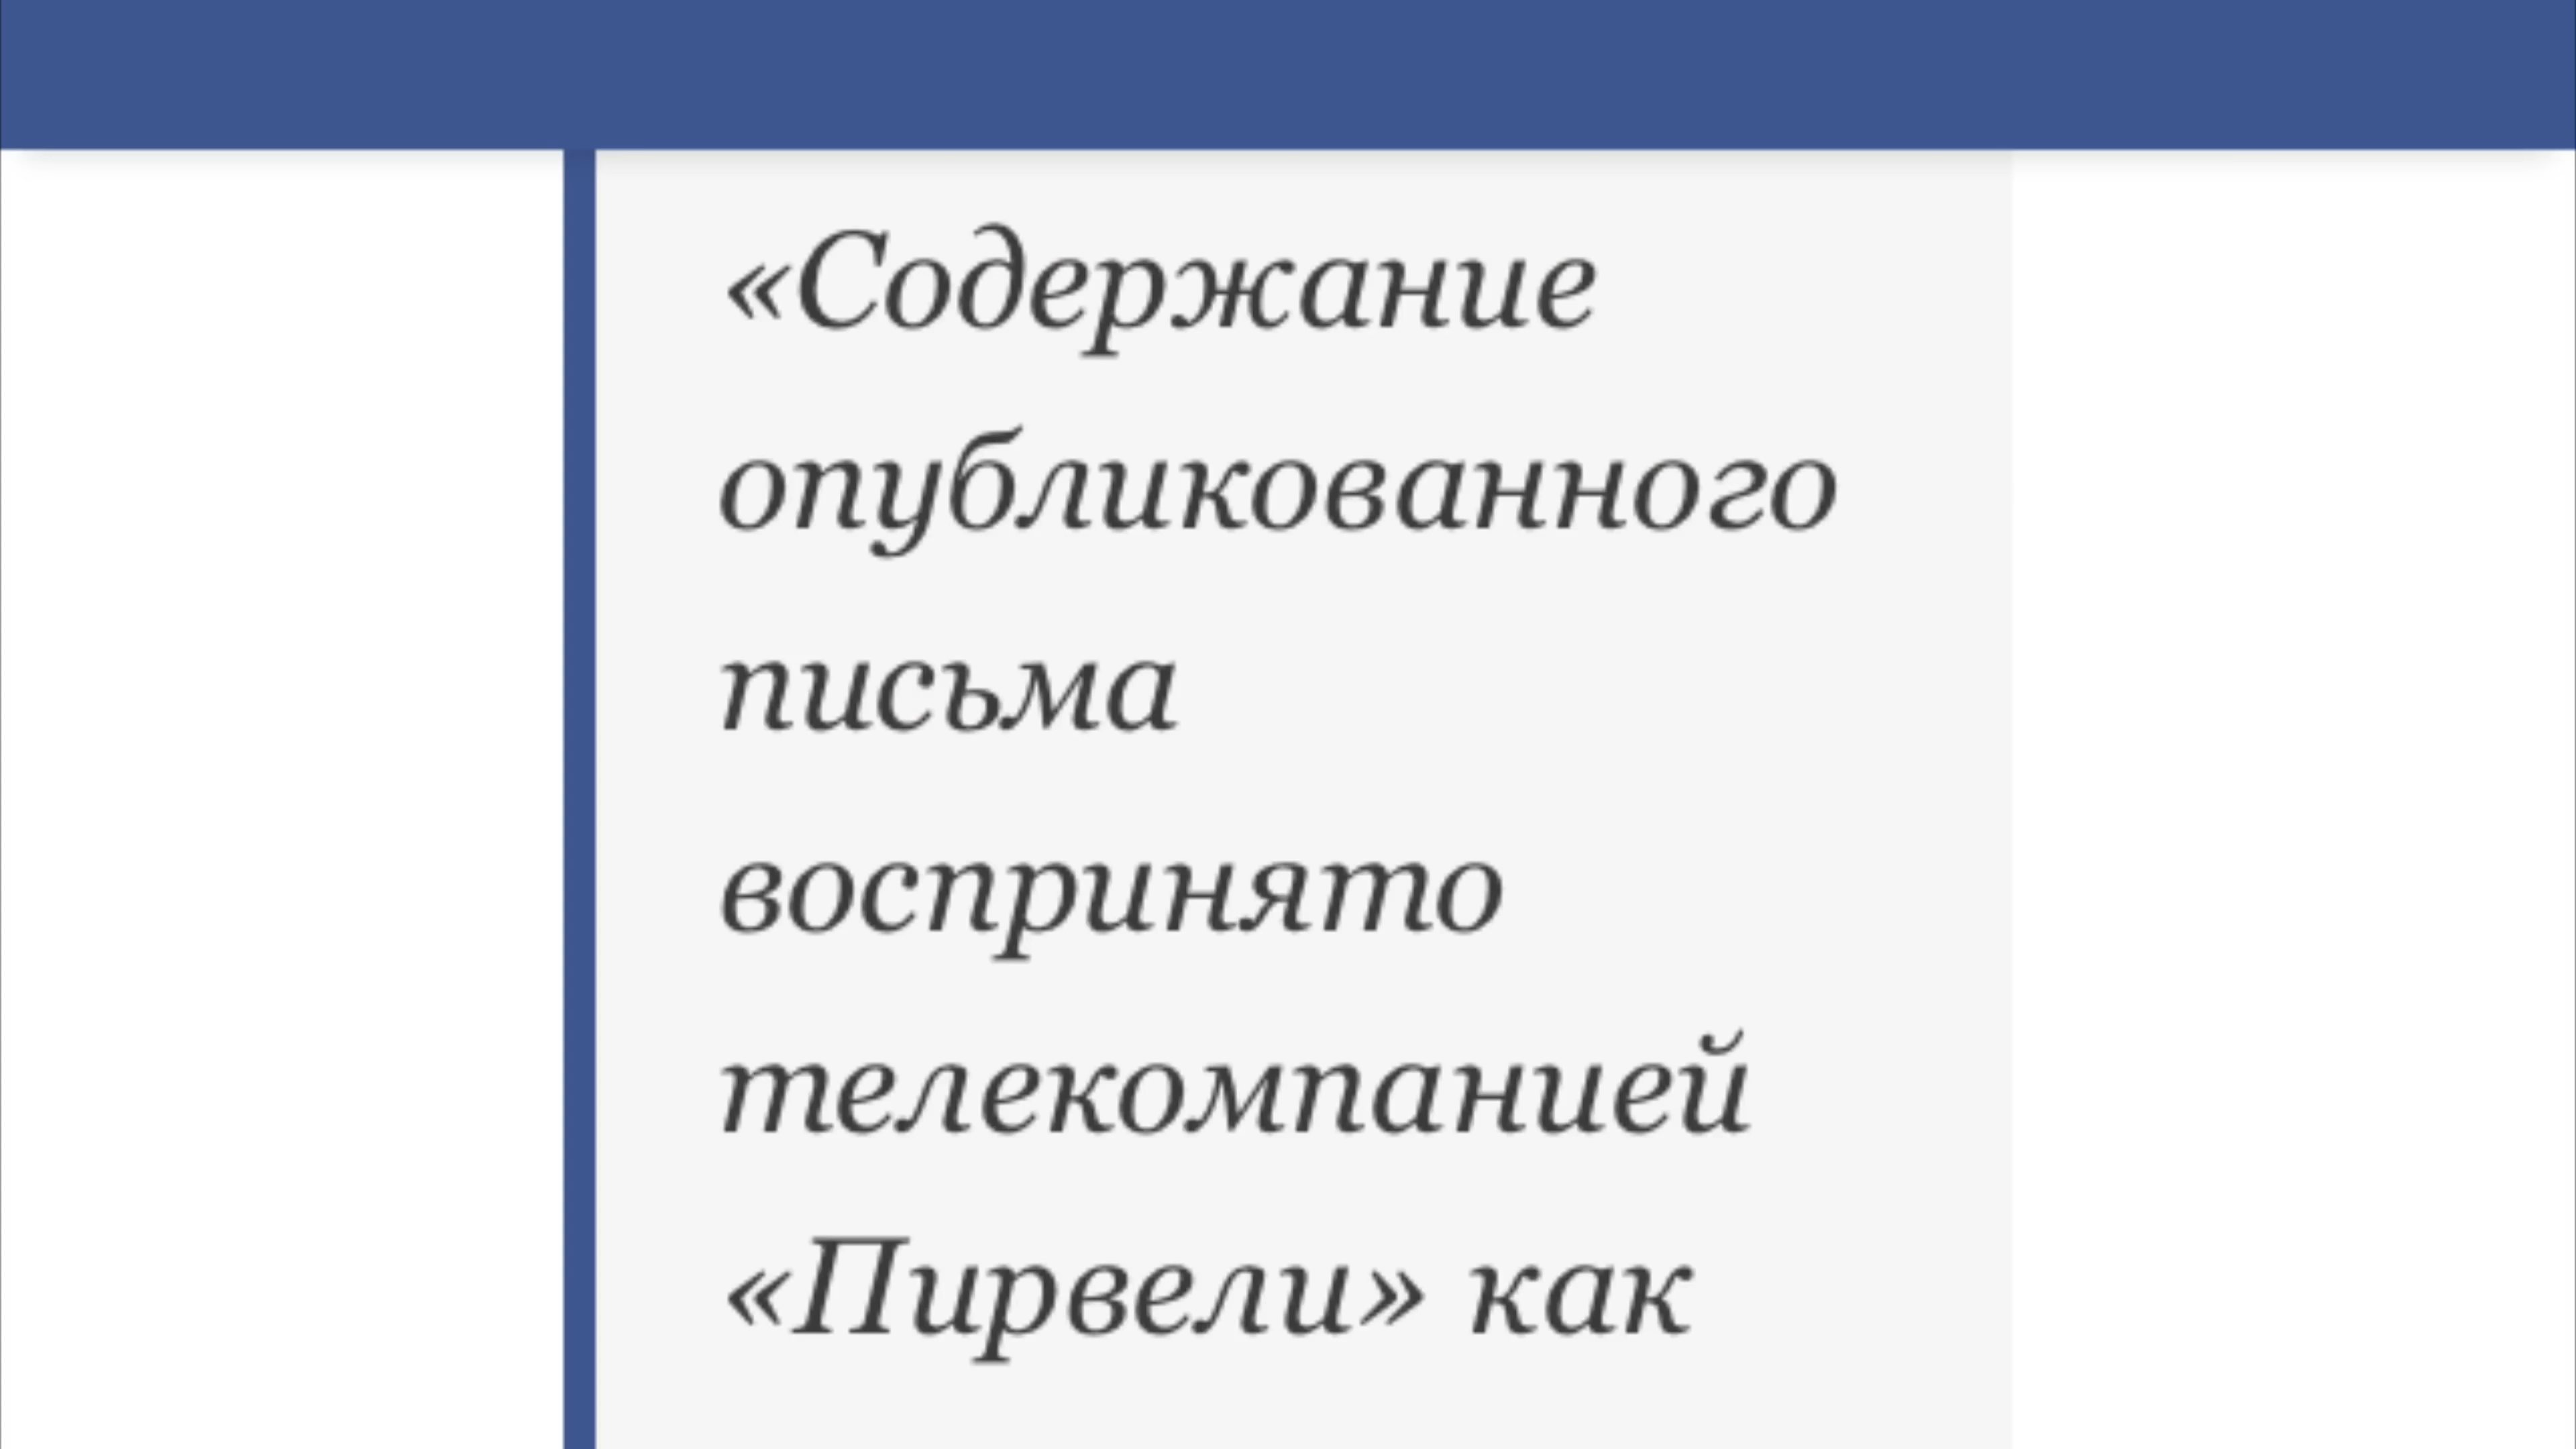 «Содержание
опубликованного
письма
воспринято
телекомпанией
«Пирвели» как